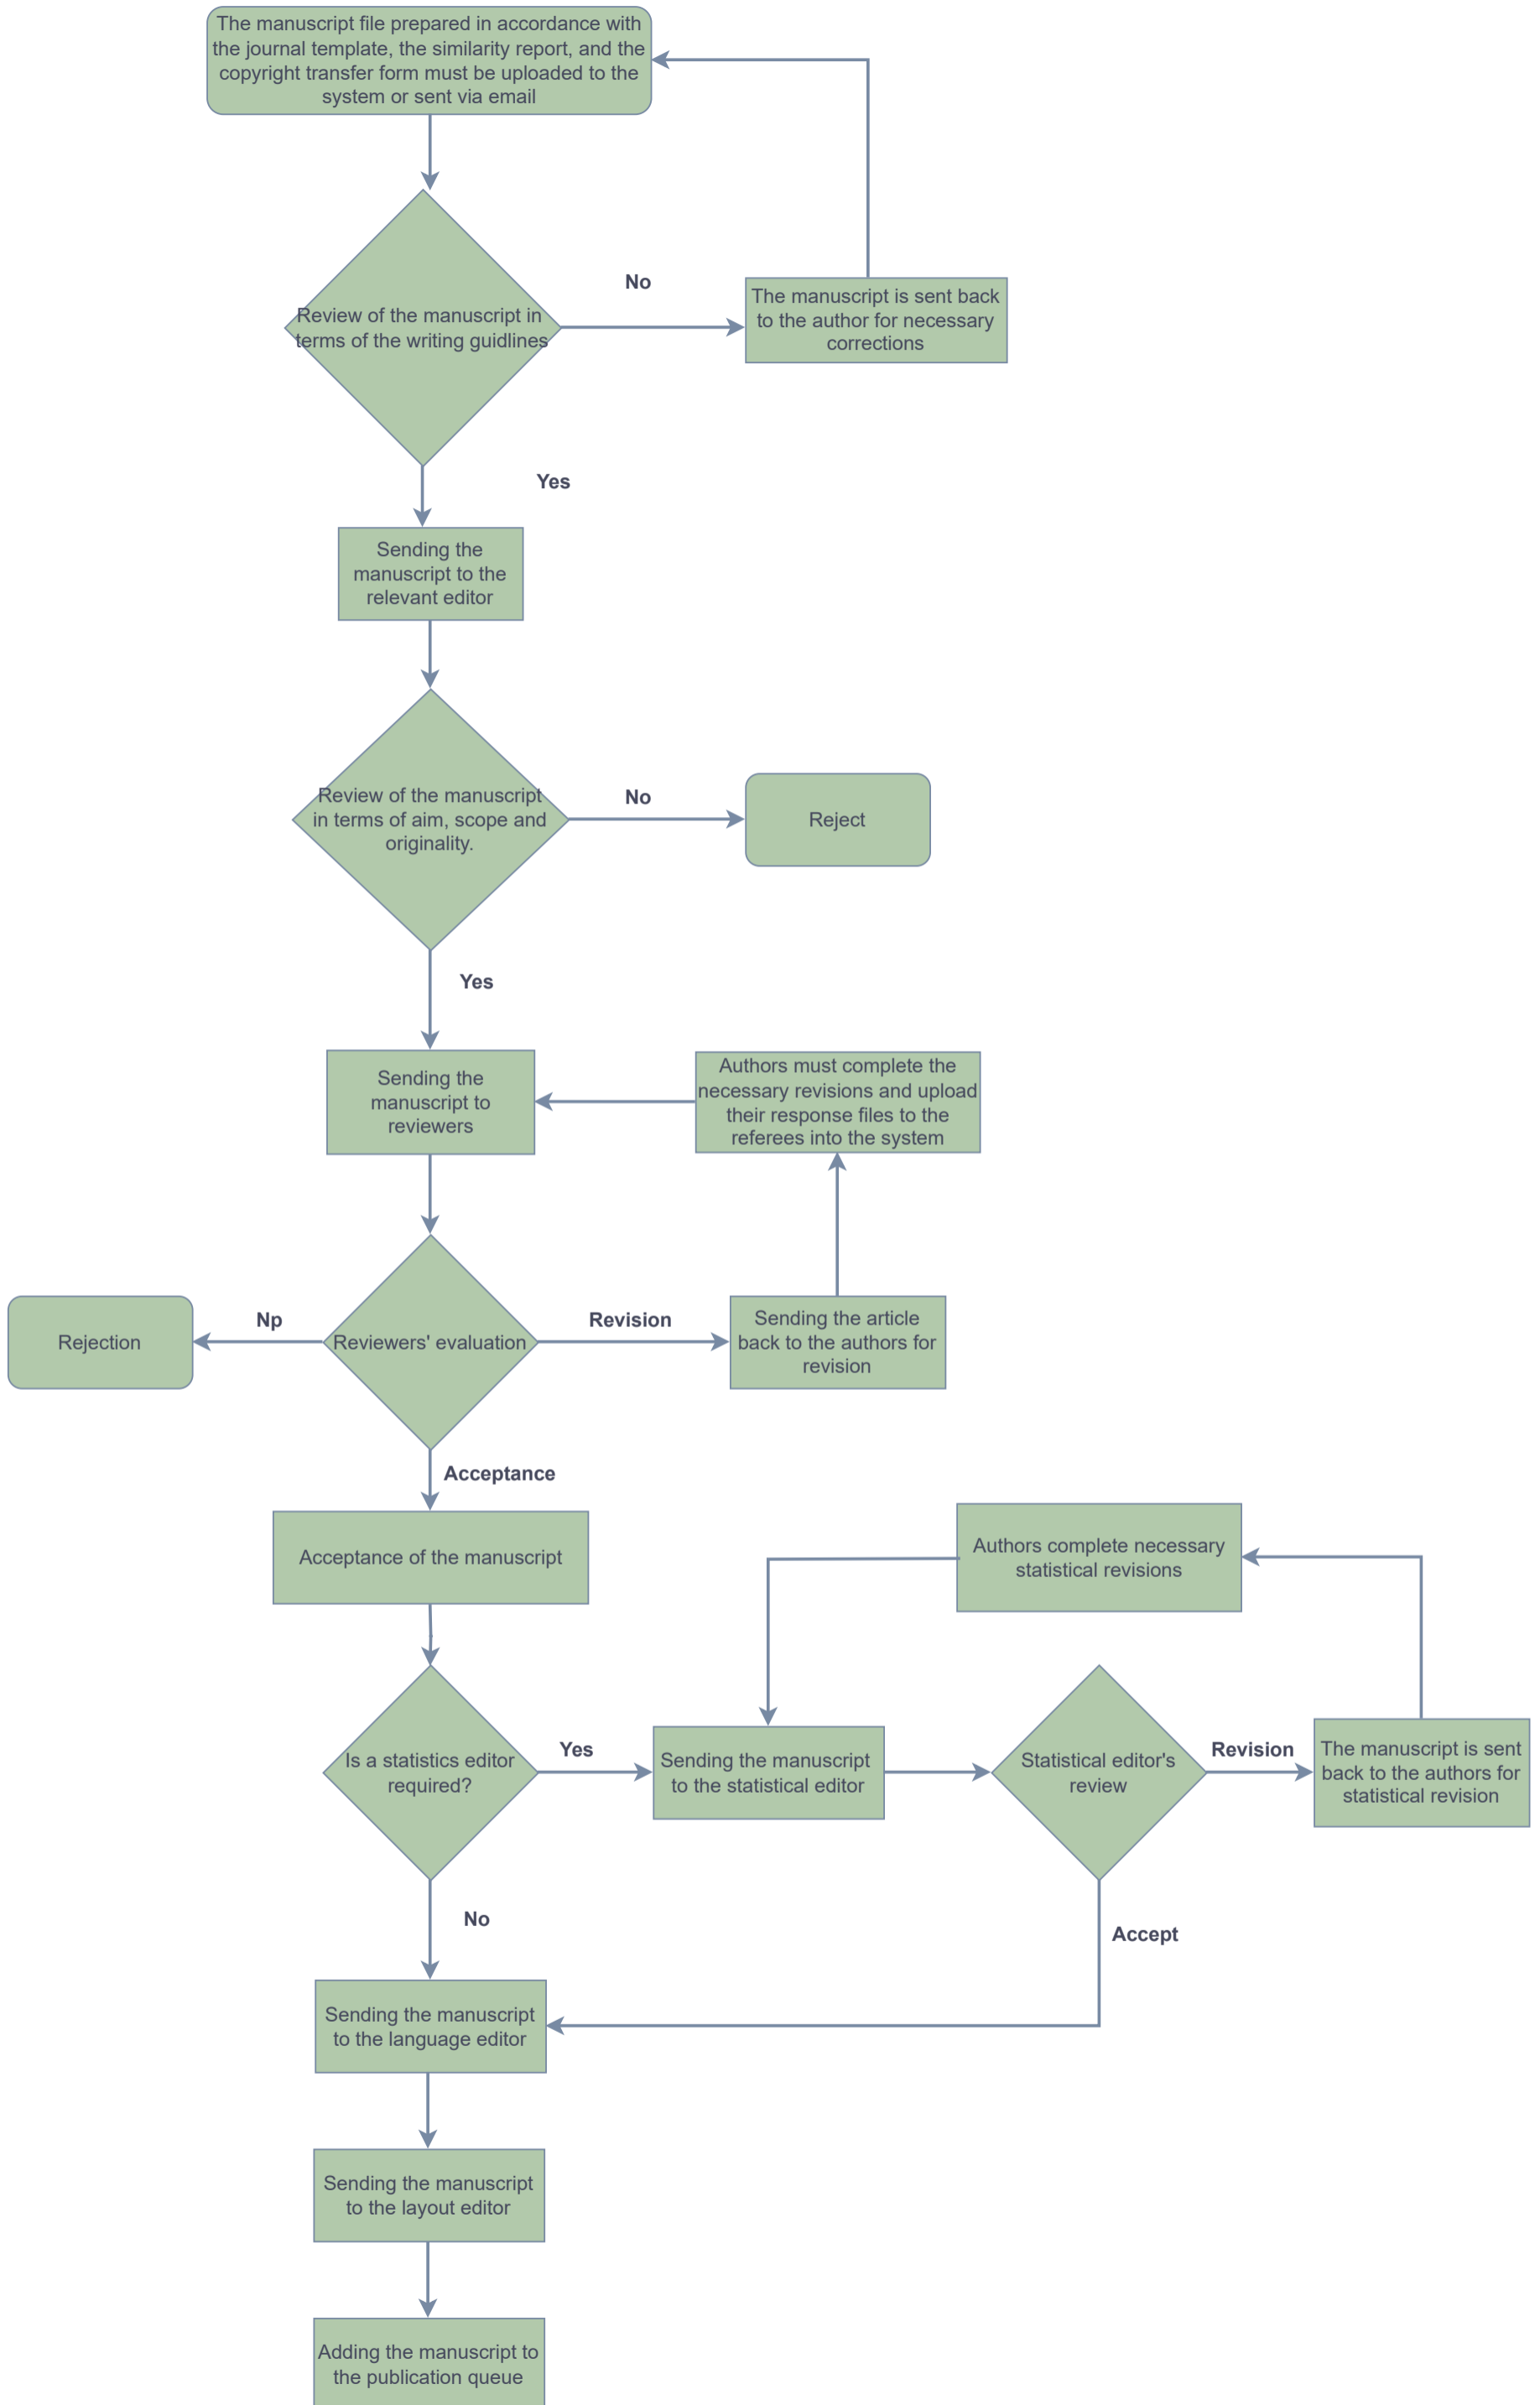 The manuscript file prepared in accordance with
the journal template, the similarity report, and the
copyright transfer form must be uploaded to the
system or sent via email
No
Review of the manuscript in
terms of the writing guidlines
The manuscript is sent back
to the author for necessary
corrections
Yes
Sending the
manuscript to the
relevant editor
Review of the manuscript
in terms of aim, scope and
originality.
No
Reject
Yes
Sending the
manuscript to
reviewers
Authors must complete the
necessary revisions and upload
their response files to the
referees into the system
Rejection
Np
Reviewers' evaluation
Revision
Sending the article
back to the authors for
revision
Acceptance
Acceptance of the manuscript
Authors complete necessary
statistical revisions
Is a statistics editor
required?
Yes
Sending the manuscript
to the statistical editor
Statistical editor's
review
Revision
The manuscript is sent
back to the authors for
statistical revision
No
Accept
Sending the manuscript
to the language editor
Sending the manuscript
to the layout editor
Adding the manuscript to
the publication queue